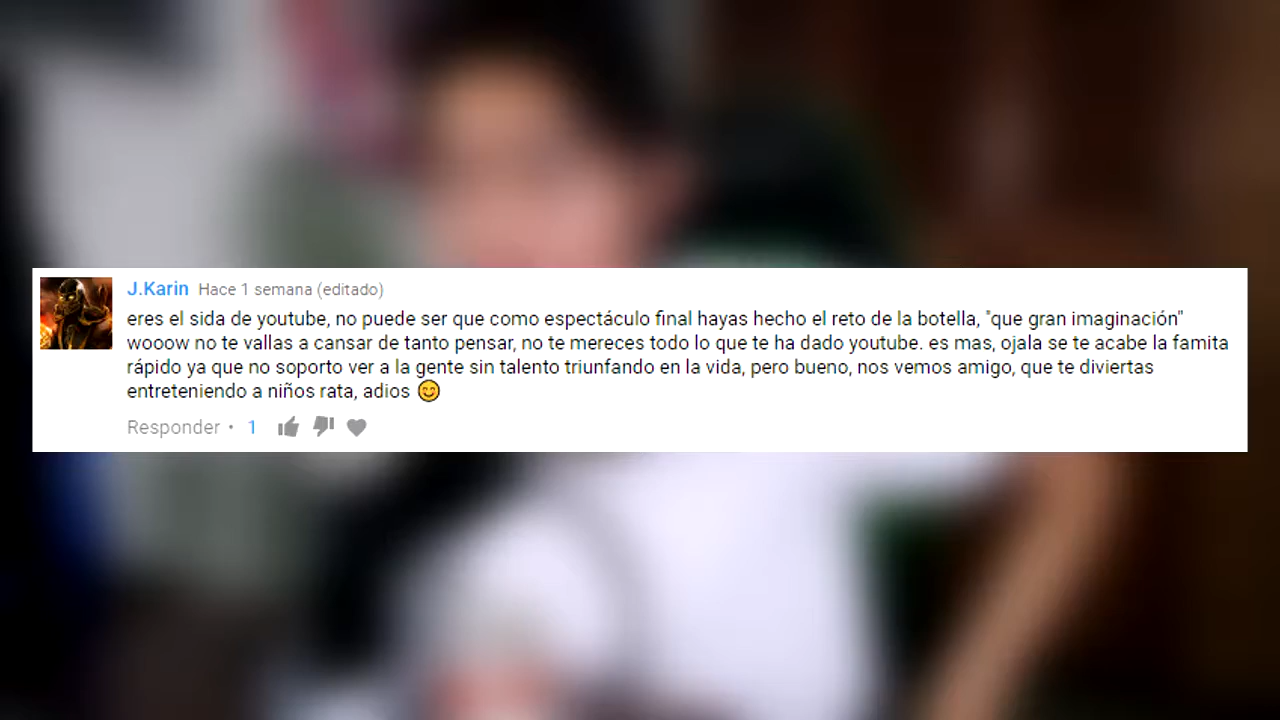 J.Karin Hace 1 semana (editado)
eres el sida de youtube, no puede ser que como espectáculo final hayas hecho el reto de la botella, "que gran imaginación"
wooow no te vallas a cansar de tanto pensar, no te mereces todo lo que te ha dado youtube. es mas, ojala se te acabe la famita
rápido ya que no soporto ver a la gente sin talento triunfando en la vida, pero bueno, nos vemos amigo, que te diviertas
entreteniendo a niños rata, adios 😊
Responder • 1